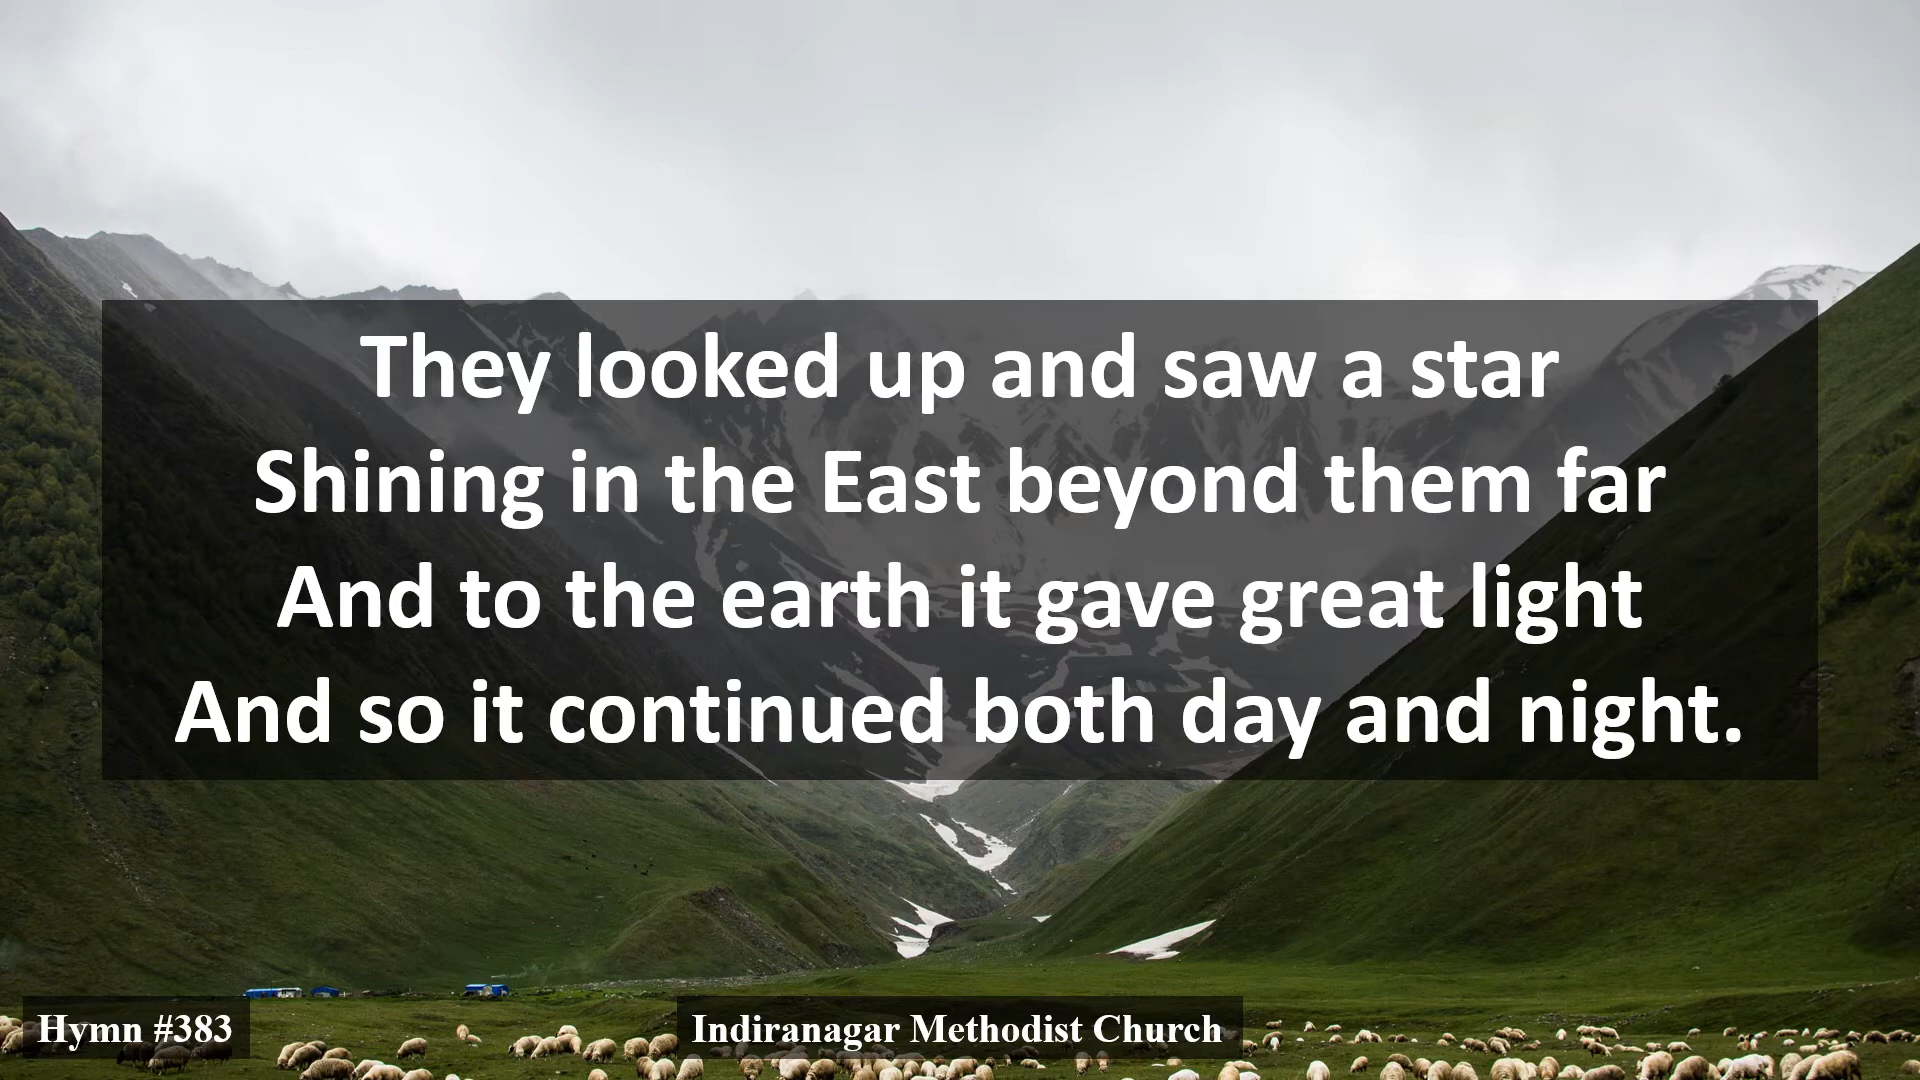 They looked up and saw a star
Shining in the East beyond them far
And to the earth it gave great light
And so it continued both day and night.
Hymn #383
Indiranagar Methodist Church